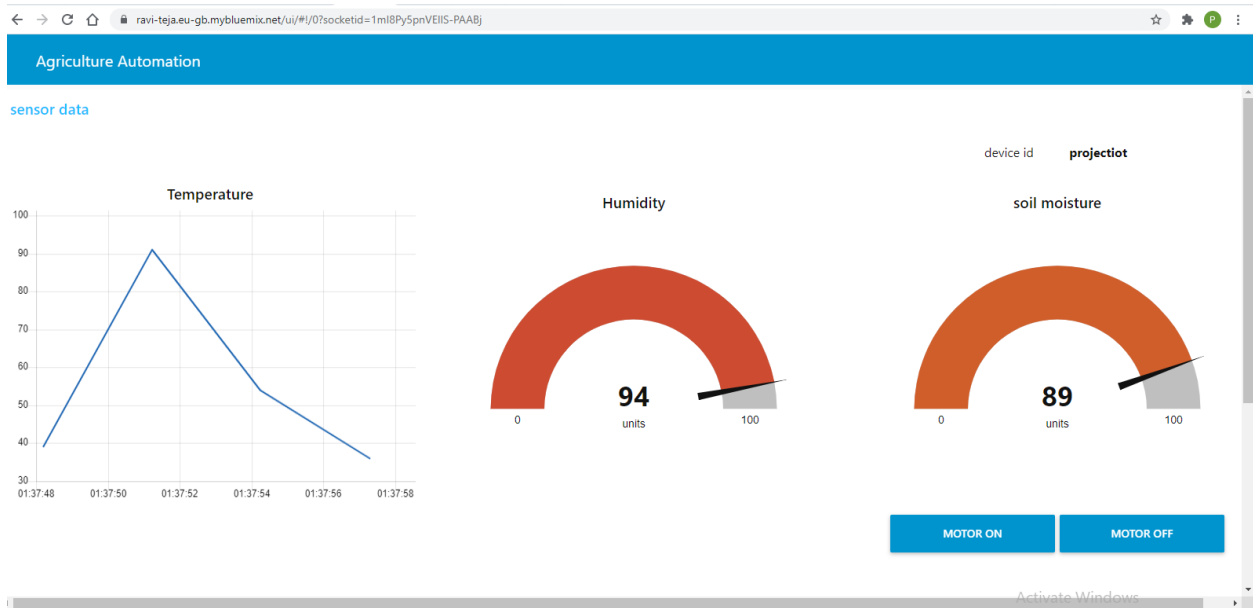 ravi-teja.eu-gb.mybluemix.net/ui/#!/0?socketid=1ml8Py5pnVEIIS-PAABj
P
Agriculture Automation
sensor data
device id projectiot
Temperature
100
90
80
70
60
50
40
30
01:37:48 01:37:50 01:37:52 01:37:54 01:37:56 01:37:58
Humidity
94
units
0 100
soil moisture
89
units
0 100
MOTOR ON MOTOR OFF
Activate Windows